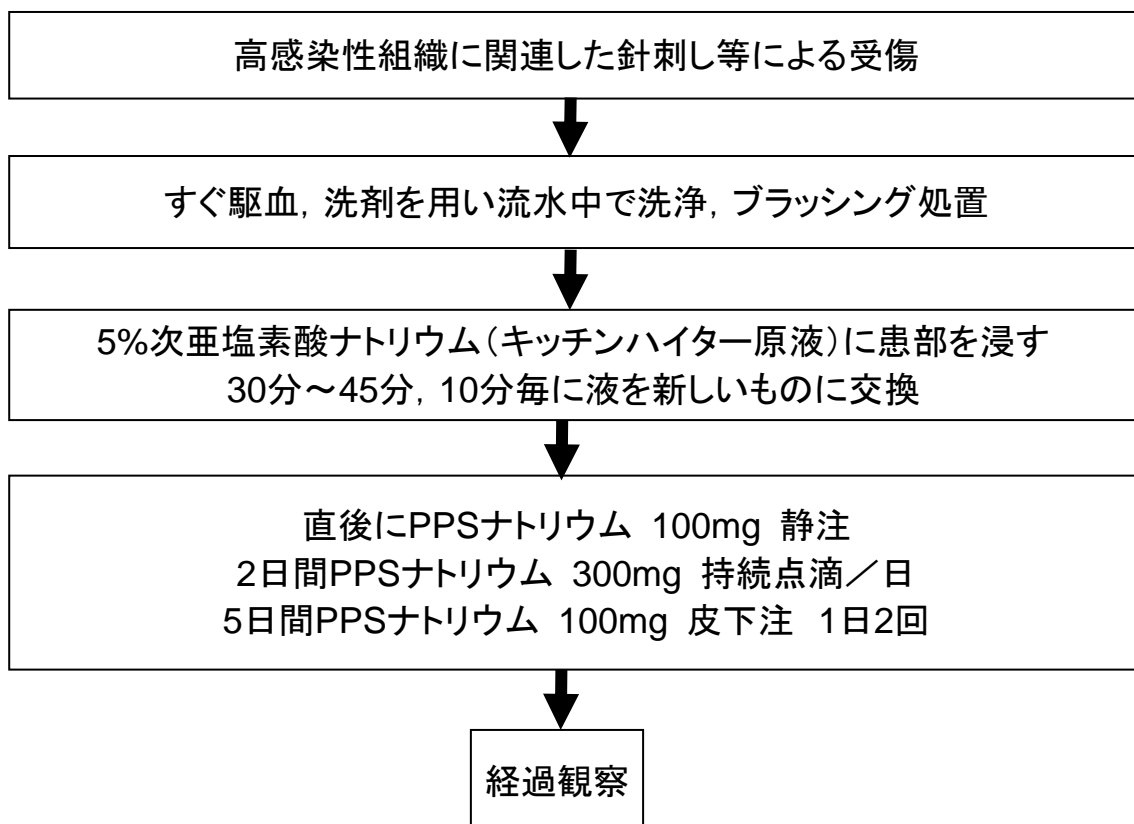 高感染性組織に関連した針刺し等による受傷
すぐ駆血, 洗剤を用い流水中で洗浄, ブラッシング処置
5%次亜塩素酸ナトリウム（キッチンハイター原液）に患部を浸す
30分～45分, 10分毎に液を新しいものに交換
直後にPPSナトリウム 100mg 静注
2日間PPSナトリウム 300mg 持続点滴／日
5日間PPSナトリウム 100mg 皮下注 1日2回
経過観察